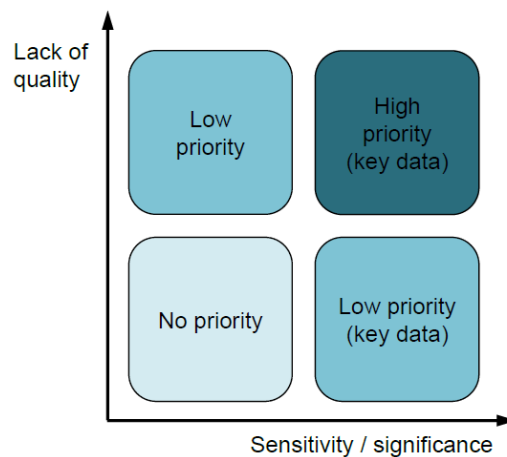 Lack of
quality
Low
priority
High
priority
(key data)
No priority
Low priority
(key data)
Sensitivity / significance